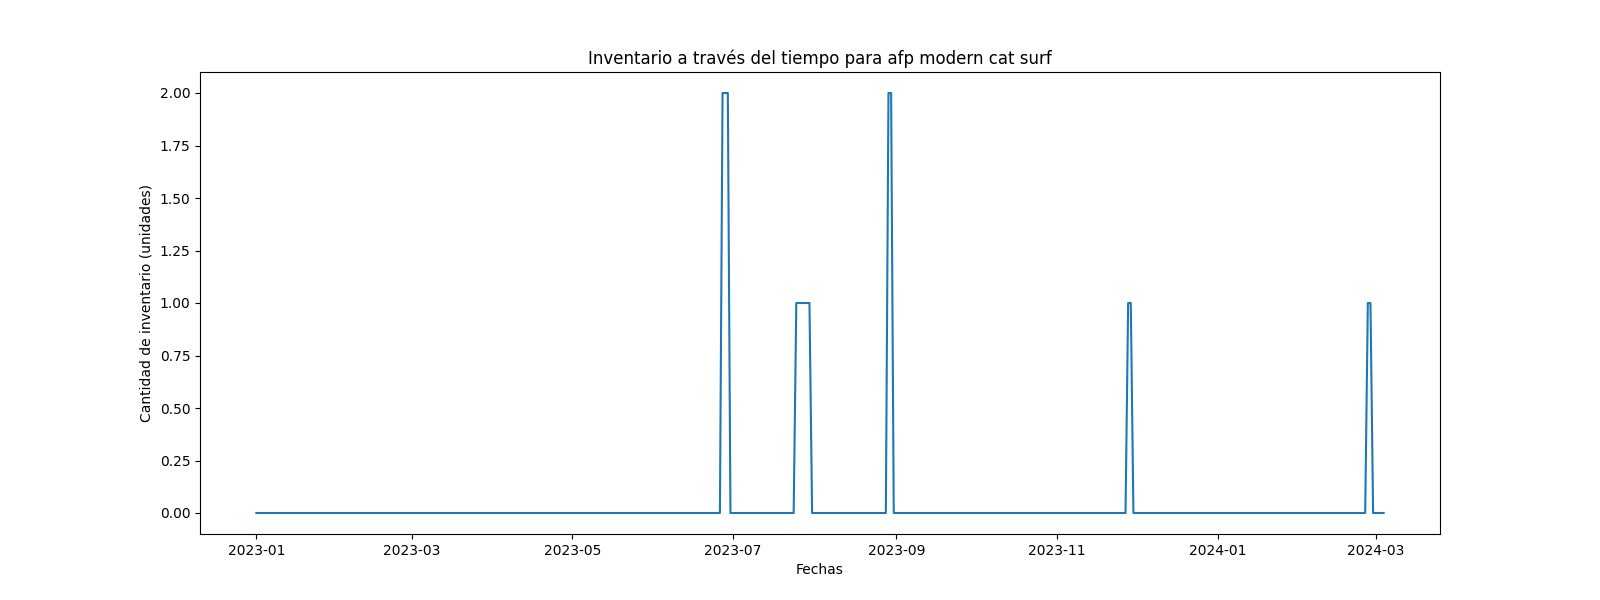 Inventario a través del tiempo para afp modern cat surf
Cantidad de inventario (unidades)
2.00
1.75
1.50
1.25
1.00
0.75
0.50
0.25
0.00
2023-01 2023-03 2023-05 2023-07 2023-09 2023-11 2024-01 2024-03
Fechas